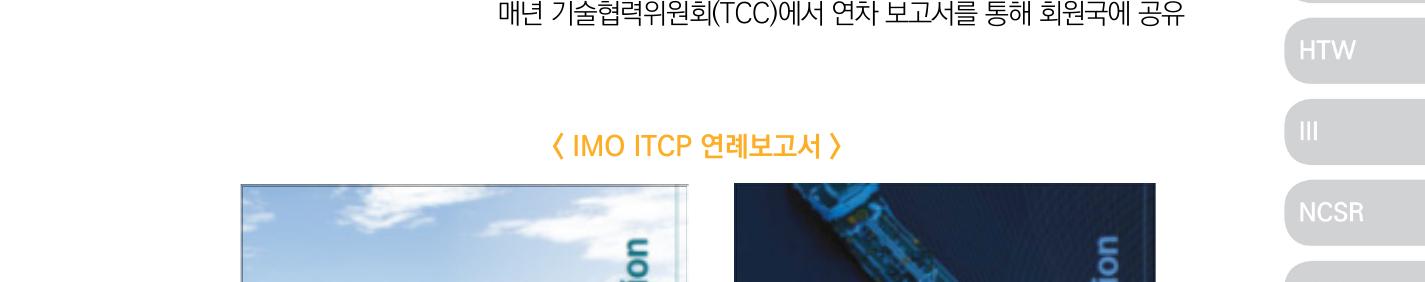 매년 기술협력위원회(TCC)에서 연차 보고서를 통해 회원국에 공유
HTW
III
< IMO ITCP 연례보고서 >
NCSR
ion
ion